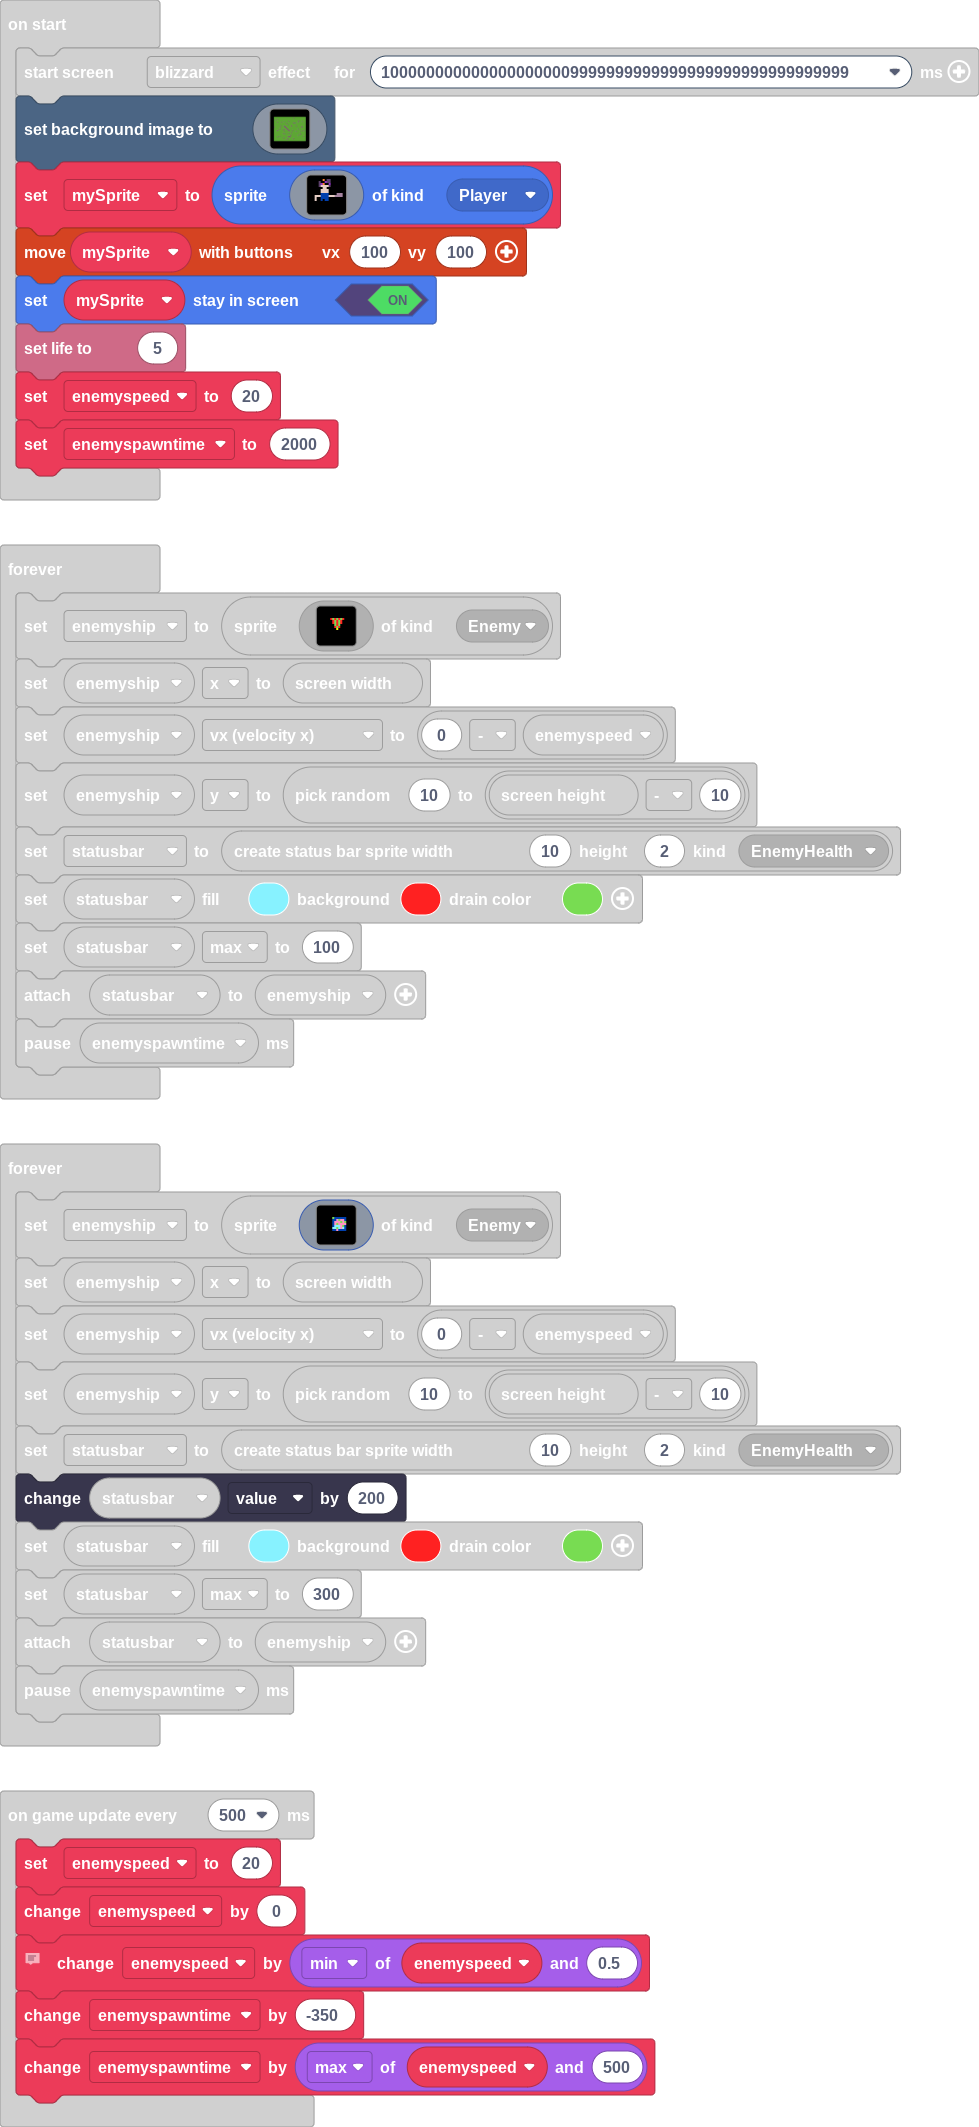 on start
start screen blizzard effect for 10000000000000000000009999999999999999999999999999999 ms
set background image to
set mySprite to sprite of kind Player
move mySprite with buttons vx 100 vy 100
set mySprite stay in screen ON
set life to 5
set enemyspeed to 20
set enemyspawntime to 2000
forever
set enemyship to sprite of kind Enemy
set enemyship x to screen width
set enemyship vx (velocity x) to 0 - enemyspeed
set enemyship y to pick random 10 to screen height - 10
set statusbar to create status bar sprite width 10 height 2 kind EnemyHealth
set statusbar fill background drain color
set statusbar max to 100
attach statusbar to enemyship
pause enemyspawntime ms
forever
set enemyship to sprite of kind Enemy
set enemyship x to screen width
set enemyship vx (velocity x) to 0 - enemyspeed
set enemyship y to pick random 10 to screen height - 10
set statusbar to create status bar sprite width 10 height 2 kind EnemyHealth
change statusbar value by 200
set statusbar fill background drain color
set statusbar max to 300
attach statusbar to enemyship
pause enemyspawntime ms
on game update every 500 ms
set enemyspeed to 20
change enemyspeed by 0
change enemyspeed by min of enemyspeed and 0.5
change enemyspawntime by -350
change enemyspawntime by max of enemyspeed and 500